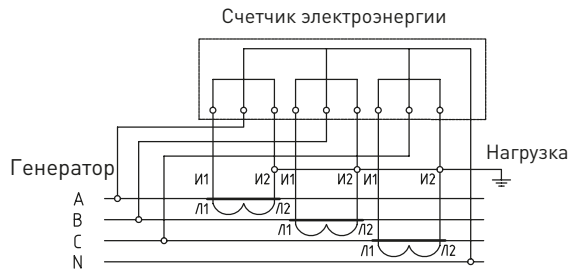 Счетчик электроэнергии
Генератор
Нагрузка
И1 И2 И1 И2 И1 И2
A
Л1 Л2
B
Л1 Л2
C
Л1 Л2
N